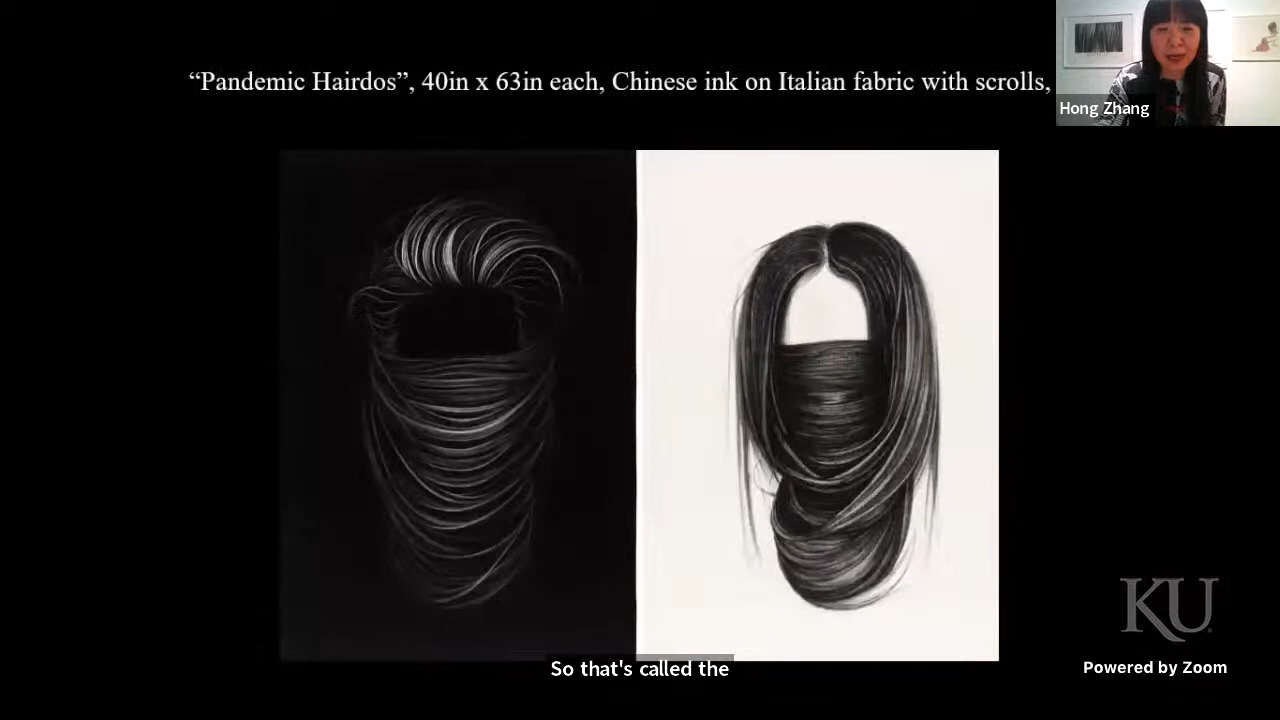 “Pandemic Hairdos”, 40in x 63in each, Chinese ink on Italian fabric with scrolls,
Hong Zhang
KU
Powered by Zoom
So that's called the